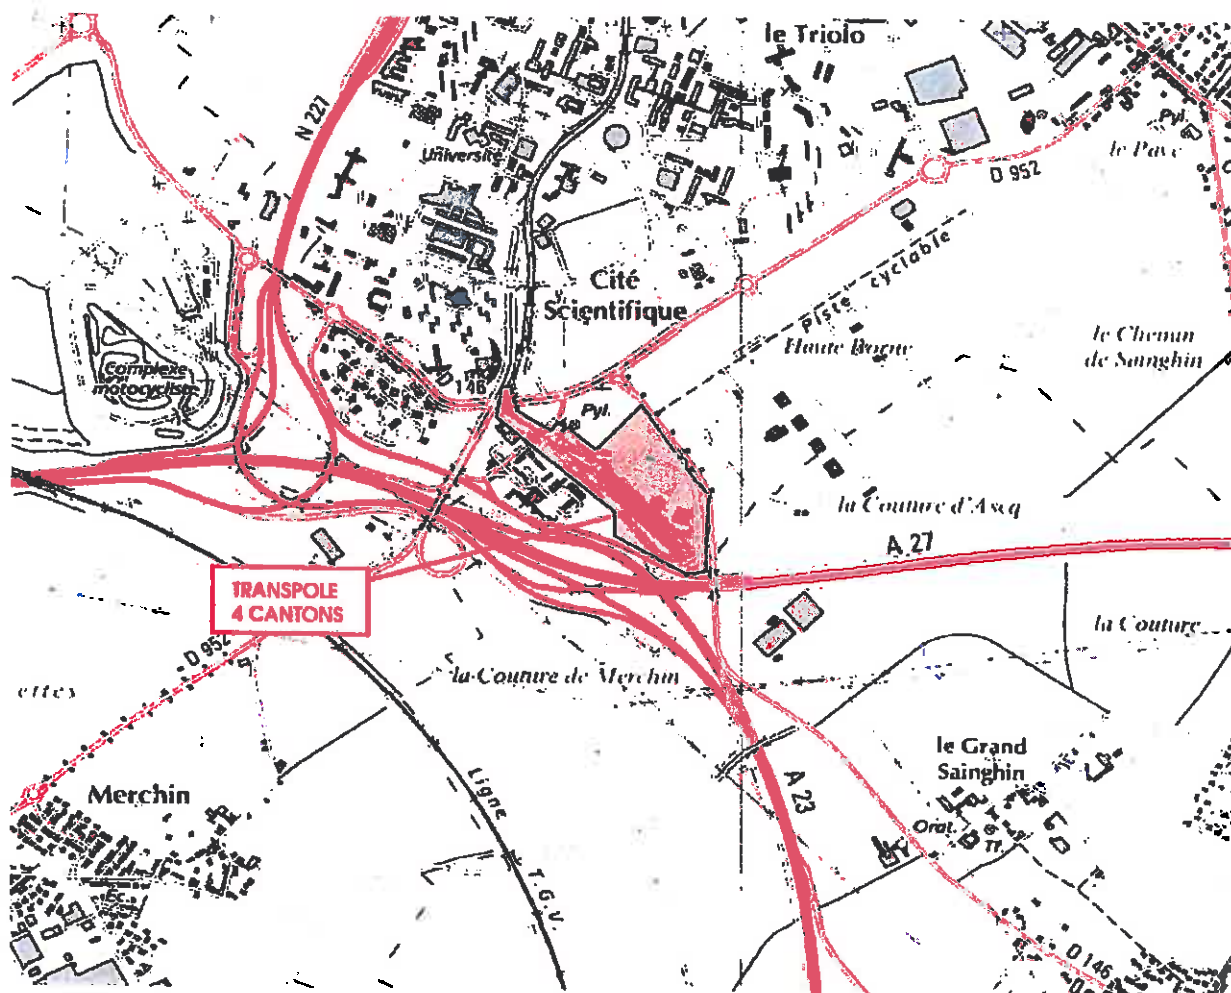 le Triolo
N 227
Université
Pyl.
le Pavé
D 952
Cité
Scientifique
Piste cyclable
Haute Borne
le Chemin
de Sainghin
Complexe
motocycliste
D 146
Pyl.
la Couture d'Ascq
A.27
TRANSPOLE
4 CANTONS
D 952
la Couture
ettes
la Couture de Merchin
le Grand
Sainghin
Merchin
Ligne
T.G.V.
A 23
Orat.
Tr.
D 146